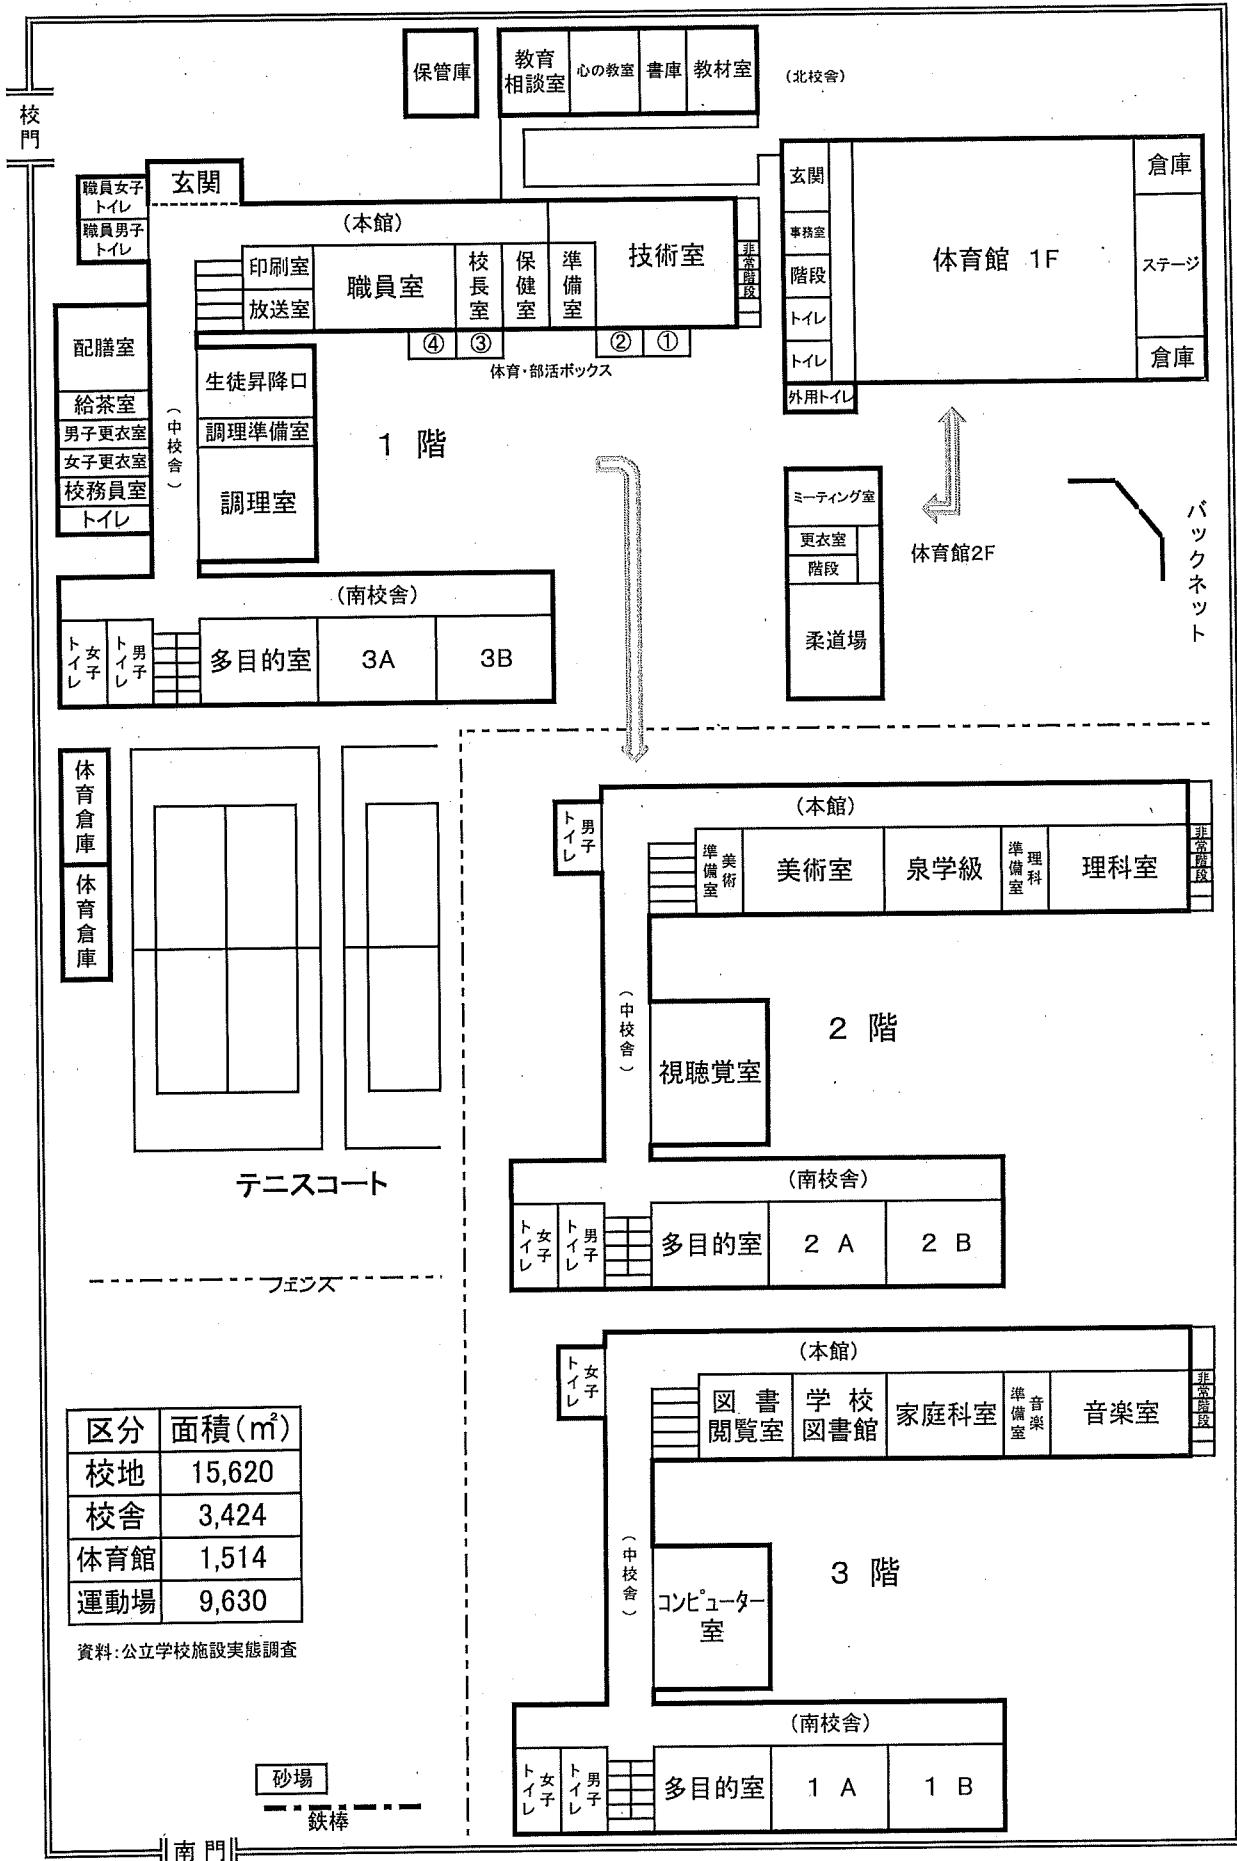 保管庫
教育
相談室
心の教室
書庫
教材室
(北校舎)
校門
職員女子
トイレ
職員男子
トイレ
玄関
(本館)
印刷室
放送室
職員室
校長室
保健室
準備室
技術室
非常階段
④
③
②
①
体育・部活ボックス
玄関
事務室
階段
トイレ
トイレ
外用トイレ
体育館 1F
倉庫
ステージ
倉庫
配膳室
給茶室
男子更衣室
女子更衣室
校務員室
トイレ
(中校舎)
生徒昇降口
調理準備室
調理室
1 階
ミーティング室
更衣室
階段
柔道場
体育館2F
バックネット
(南校舎)
女子
トイレ
男子
トイレ
多目的室
3A
3B
体育倉庫
体育倉庫
テニスコート
フェンス
男子
トイレ
(本館)
美術
準備室
美術室
泉学級
理科
準備室
理科室
非常階段
(中校舎)
視聴覚室
2 階
(南校舎)
女子
トイレ
男子
トイレ
多目的室
2 A
2 B
女子
トイレ
(本館)
図 書
閲覧室
学 校
図書館
家庭科室
音楽
準備室
音楽室
非常階段
(中校舎)
コンピューター
室
3 階
(南校舎)
女子
トイレ
男子
トイレ
多目的室
1 A
1 B
区分 面積(㎡)
校地 15,620
校舎 3,424
体育館 1,514
運動場 9,630
資料:公立学校施設実態調査
砂場
鉄棒
南門